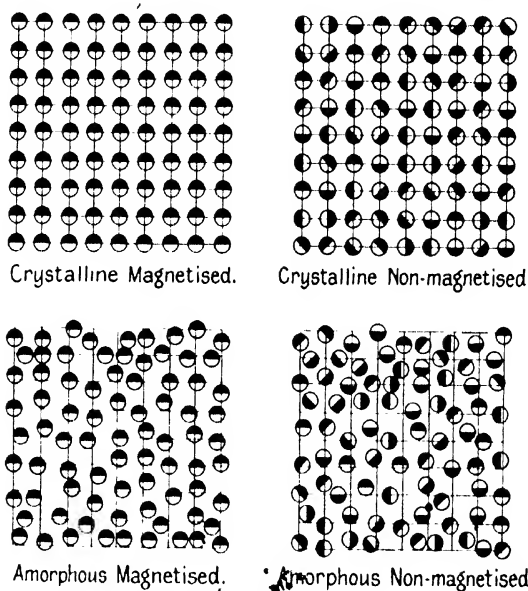 Crystalline Magnetised.
Crystalline Non-magnetised
Amorphous Magnetised.
Amorphous Non-magnetised